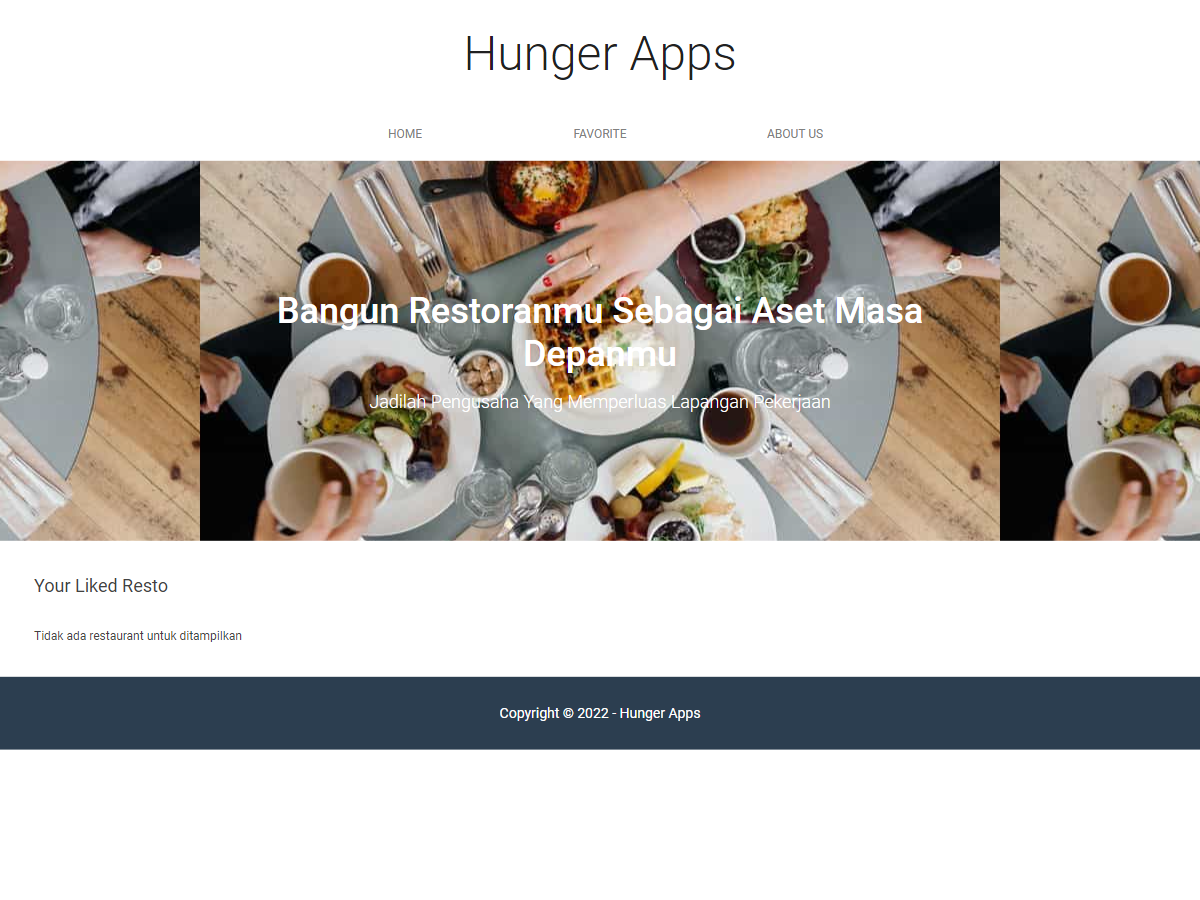 Hunger Apps
HOME
FAVORITE
ABOUT US
Bangun Restoranmu Sebagai Aset Masa
Depanmu
Jadilah Pengusaha Yang Memperluas Lapangan Pekerjaan
Your Liked Resto
Tidak ada restaurant untuk ditampilkan
Copyright © 2022 - Hunger Apps